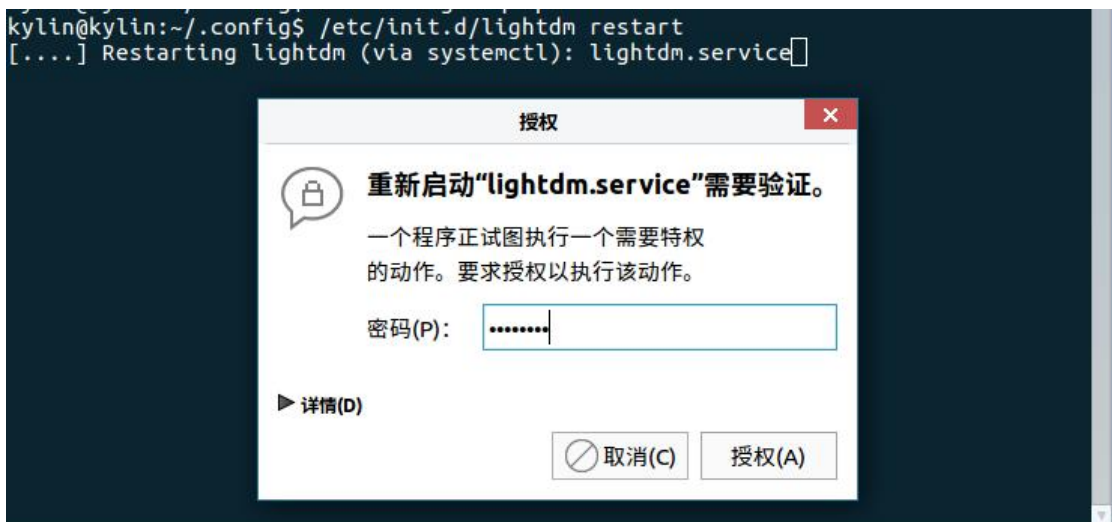 kylin@kylin:~/.config$ /etc/init.d/lightdm restart
[....] Restarting lightdm (via systemctl): lightdm.service
授权
重新启动“lightdm.service”需要验证。
一个程序正试图执行一个需要特权
的动作。要求授权以执行该动作。
密码(P)： ••••••••
详情(D)
取消(C) 授权(A)